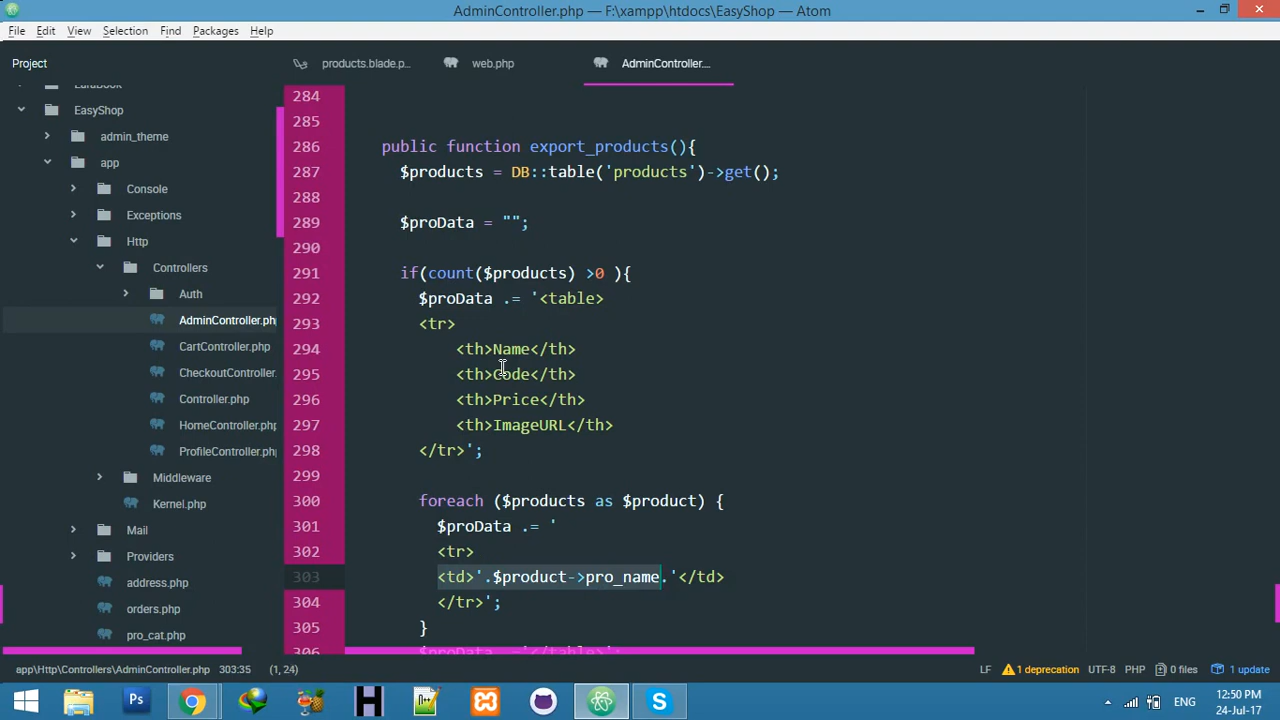 AdminController.php — F:\xampp\htdocs\EasyShop — Atom
File Edit View Selection Find Packages Help
Project
products.blade.p... web.php AdminController....
EasyShop
admin_theme
app
Console
Exceptions
Http
Controllers
Auth
AdminController.ph
CartController.php
CheckoutController.
Controller.php
HomeController.php
ProfileController.php
Middleware
Kernel.php
Mail
Providers
address.php
orders.php
pro_cat.php
284
285
286 public function export_products(){
287 $products = DB::table('products')->get();
288
289 $proData = "";
290
291 if(count($products) >0 ){
292 $proData .= '<table>
293 <tr>
294 <th>Name</th>
295 <th>Code</th>
296 <th>Price</th>
297 <th>ImageURL</th>
298 </tr>';
299
300 foreach ($products as $product) {
301 $proData .= '
302 <tr>
303 <td>'.$product->pro_name.'</td>
304 </tr>';
305 }
306 $proData .='</table>';
app\Http\Controllers\AdminController.php 303:35 (1, 24) LF 1 deprecation UTF-8 PHP 0 files 1 update
Ps H S ENG 12:50 PM
24-Jul-17